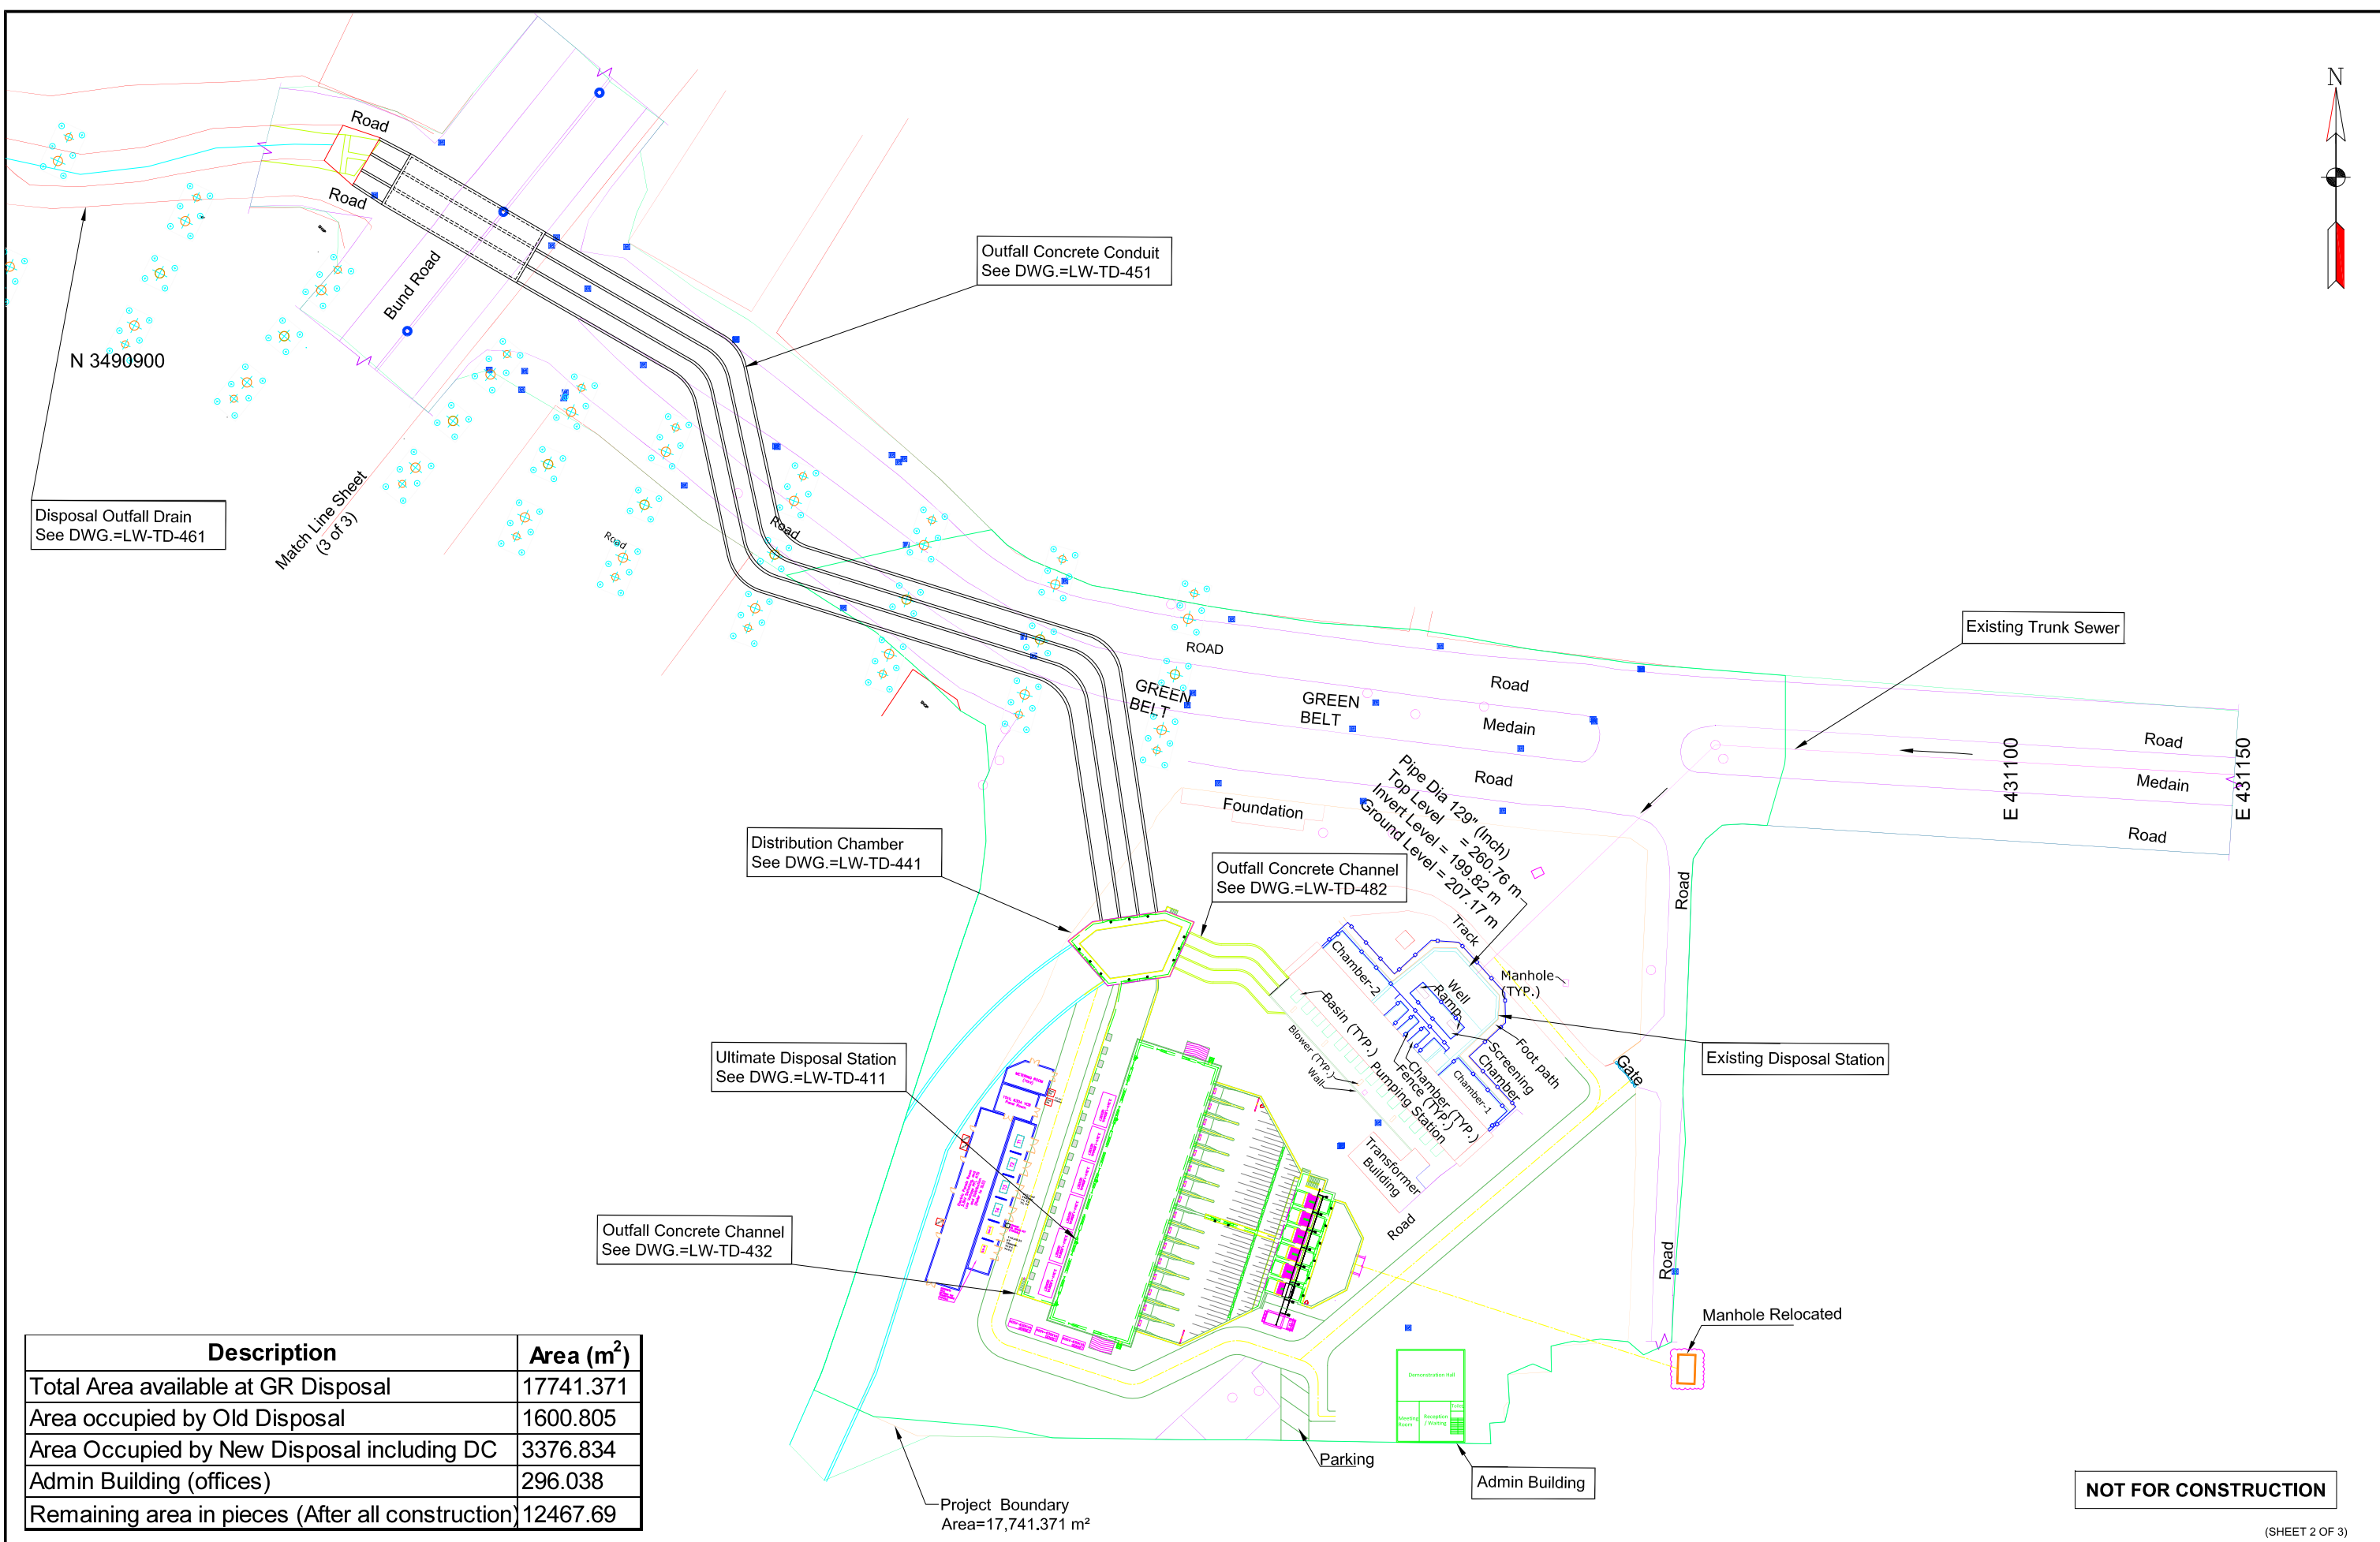 N
Road
Road
Bund Road
Outfall Concrete Conduit
See DWG.=LW-TD-451
N 3490900
Disposal Outfall Drain
See DWG.=LW-TD-461
Match Line Sheet
(3 of 3)
Road
Road
ROAD
GREEN
BELT
GREEN
BELT
Road
Medain
Road
Existing Trunk Sewer
Road
Medain
Road
E 431100
E 431150
Foundation
Pipe Dia 129" (Inch)
Top Level = 260.76 m
Invert Level = 199.82 m
Ground Level = 207.17 m
Distribution Chamber
See DWG.=LW-TD-441
Outfall Concrete Channel
See DWG.=LW-TD-482
Road
Track
Manhole
(TYP.)
Chamber-2
Well
Ramp
Basin (TYP.)
Blower (TYP.)
Wall
Pumping Station
Fence (TYP.)
Chamber (TYP.)
Chamber-1
Screening
Chamber
Foot path
Gate
Existing Disposal Station
Ultimate Disposal Station
See DWG.=LW-TD-411
Transformer
Building
Road
Outfall Concrete Channel
See DWG.=LW-TD-432
Road
Manhole Relocated
Demonstration Hall
Meeting
Room
Reception
/ Waiting
Parking
Admin Building
Project Boundary
Area=17,741.371 m²
Description Area (m²)
Total Area available at GR Disposal 17741.371
Area occupied by Old Disposal 1600.805
Area Occupied by New Disposal including DC 3376.834
Admin Building (offices) 296.038
Remaining area in pieces (After all construction) 12467.69
NOT FOR CONSTRUCTION
(SHEET 2 OF 3)